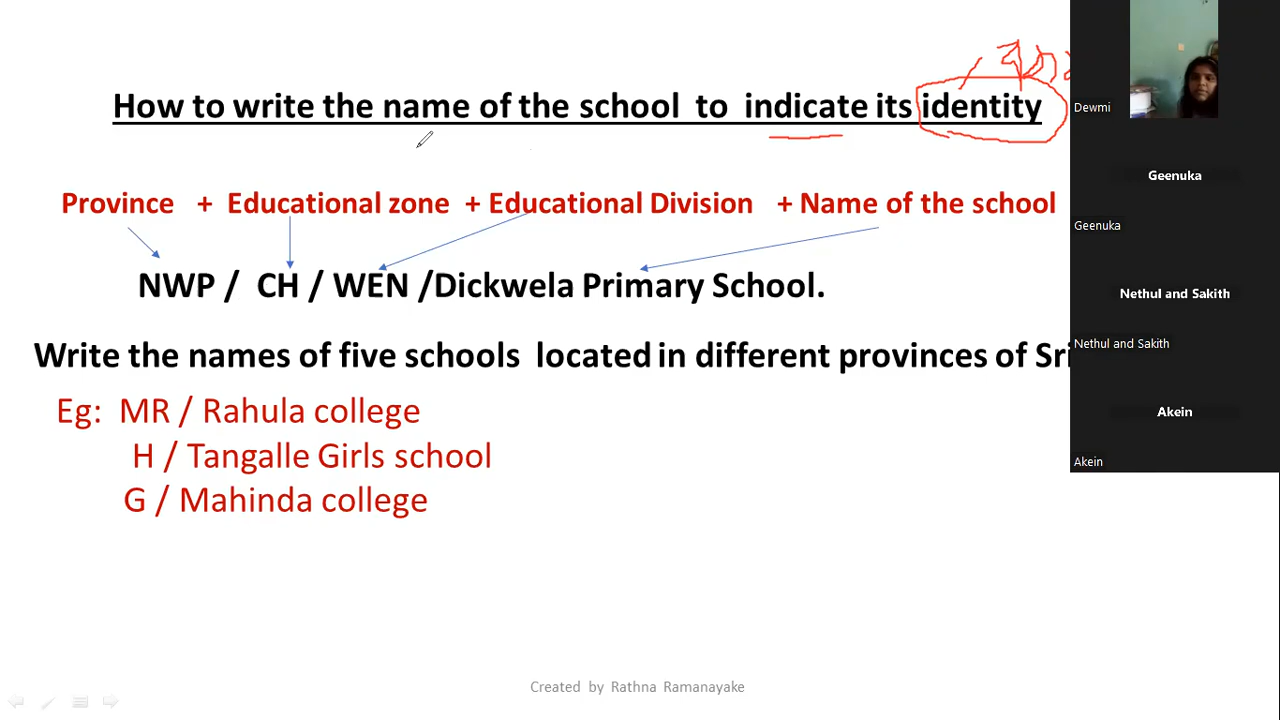 How to write the name of the school to indicate its identity
Province + Educational zone + Educational Division + Name of the school
NWP / CH / WEN /Dickwela Primary School.
Write the names of five schools located in different provinces of Sri
Eg: MR / Rahula college
H / Tangalle Girls school
G / Mahinda college
Created by Rathna Ramanayake
Dewmi
Geenuka
Geenuka
Nethul and Sakith
Nethul and Sakith
Akein
Akein